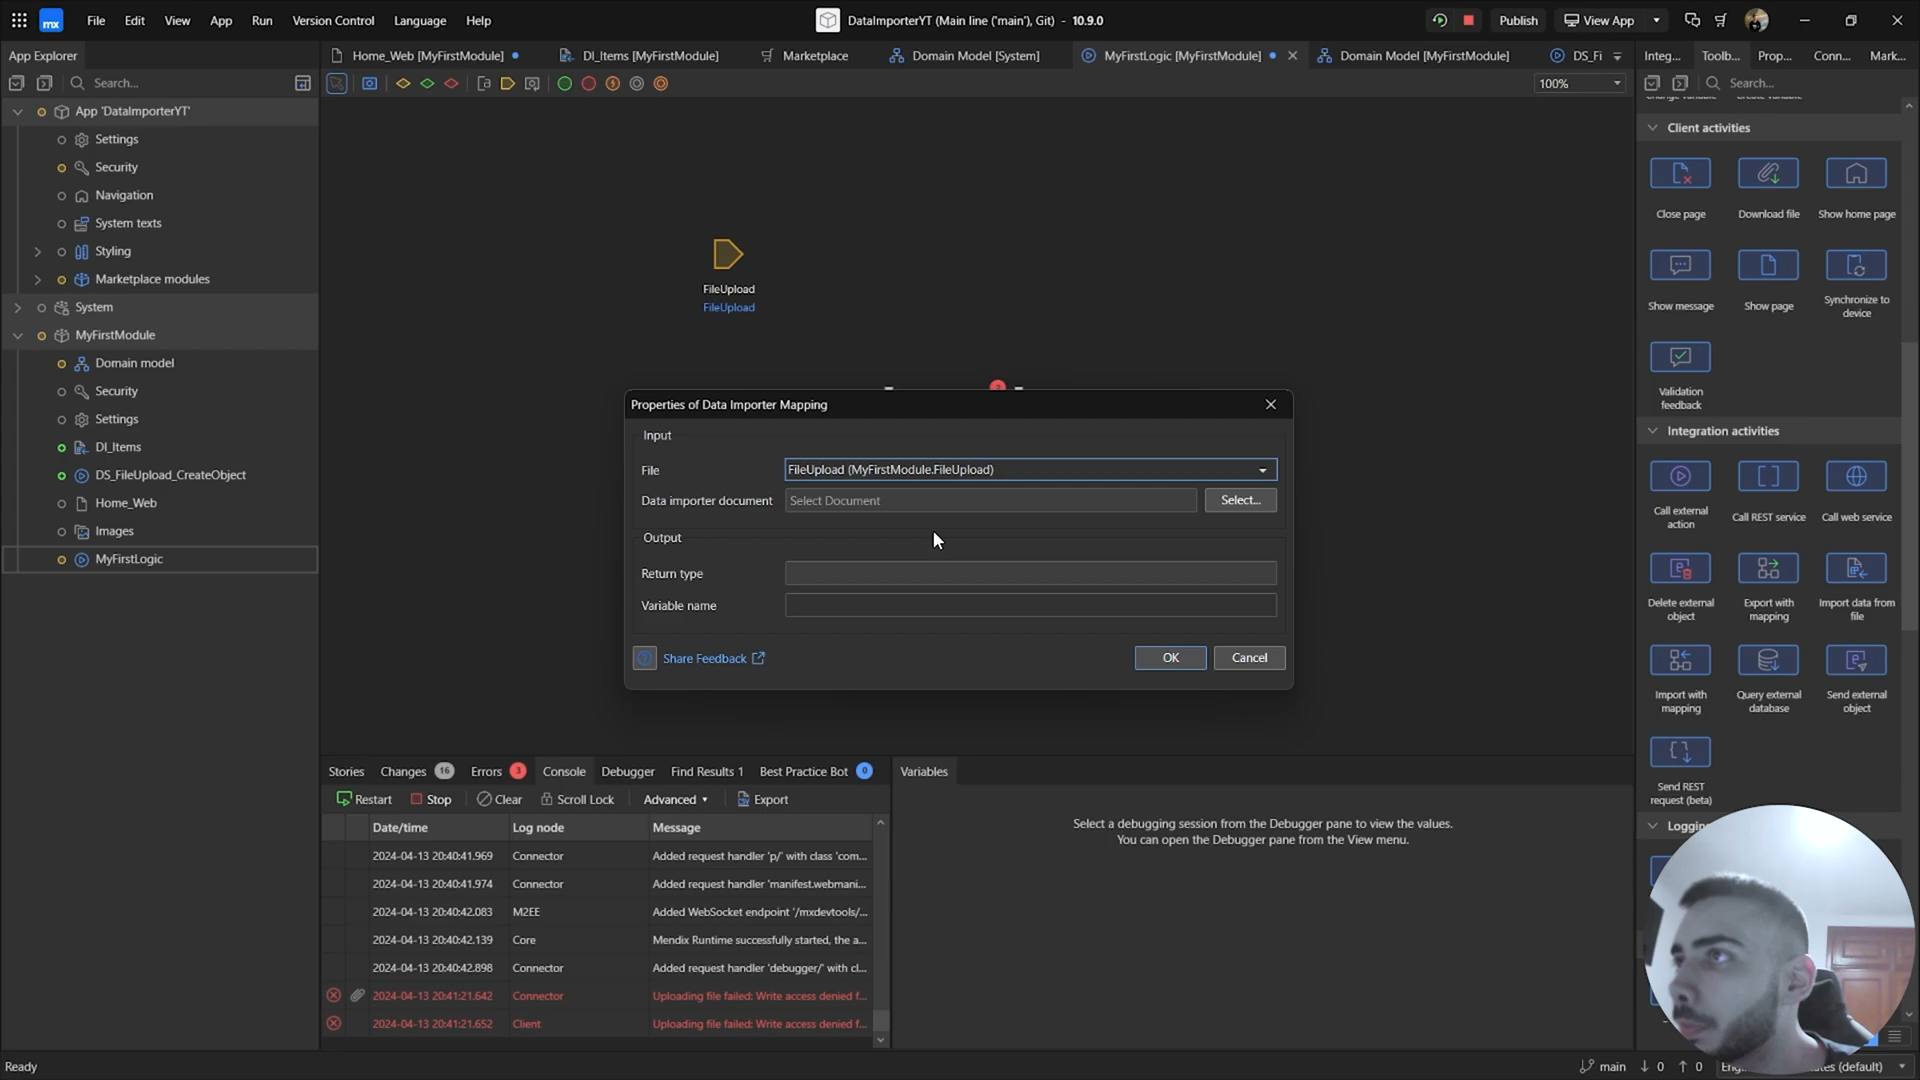 mx File Edit View App Run Version Control Language Help
DataImporterYT (Main line ('main'), Git) - 10.9.0
Publish View App
App Explorer
Home_Web [MyFirstModule]
DI_Items [MyFirstModule]
Marketplace
Domain Model [System]
MyFirstLogic [MyFirstModule]
Domain Model [MyFirstModule]
DS_Fi
Integ... Toolb... Prop... Conn... Mark...
Search...
100%
Search...
App 'DataImporterYT'
Settings
Security
Navigation
System texts
Styling
Marketplace modules
System
MyFirstModule
Domain model
Security
Settings
DI_Items
DS_FileUpload_CreateObject
Home_Web
Images
MyFirstLogic
FileUpload
FileUpload
Properties of Data Importer Mapping
Input
File FileUpload (MyFirstModule.FileUpload)
Data importer document Select Document Select...
Output
Return type
Variable name
Share Feedback OK Cancel
Change variable Create variable
Client activities
Close page Download file Show home page
Show message Show page Synchronize to device
Validation feedback
Integration activities
Call external action Call REST service Call web service
Delete external object Export with mapping Import data from file
Import with mapping Query external database Send external object
Send REST request (beta)
Stories Changes 16 Errors 3 Console Debugger Find Results 1 Best Practice Bot 0
Restart Stop Clear Scroll Lock Advanced Export
Date/time Log node Message
2024-04-13 20:40:41.969 Connector Added request handler 'p/' with class 'com...
2024-04-13 20:40:41.974 Connector Added request handler 'manifest.webmani...
2024-04-13 20:40:42.083 M2EE Added WebSocket endpoint '/mxdevtools/...
2024-04-13 20:40:42.139 Core Mendix Runtime successfully started, the a...
2024-04-13 20:40:42.898 Connector Added request handler 'debugger/' with cl...
2024-04-13 20:41:21.642 Connector Uploading file failed: Write access denied f...
2024-04-13 20:41:21.652 Client Uploading file failed: Write access denied f...
Variables
Select a debugging session from the Debugger pane to view the values.
You can open the Debugger pane from the View menu.
Ready
main 0 0 (default)